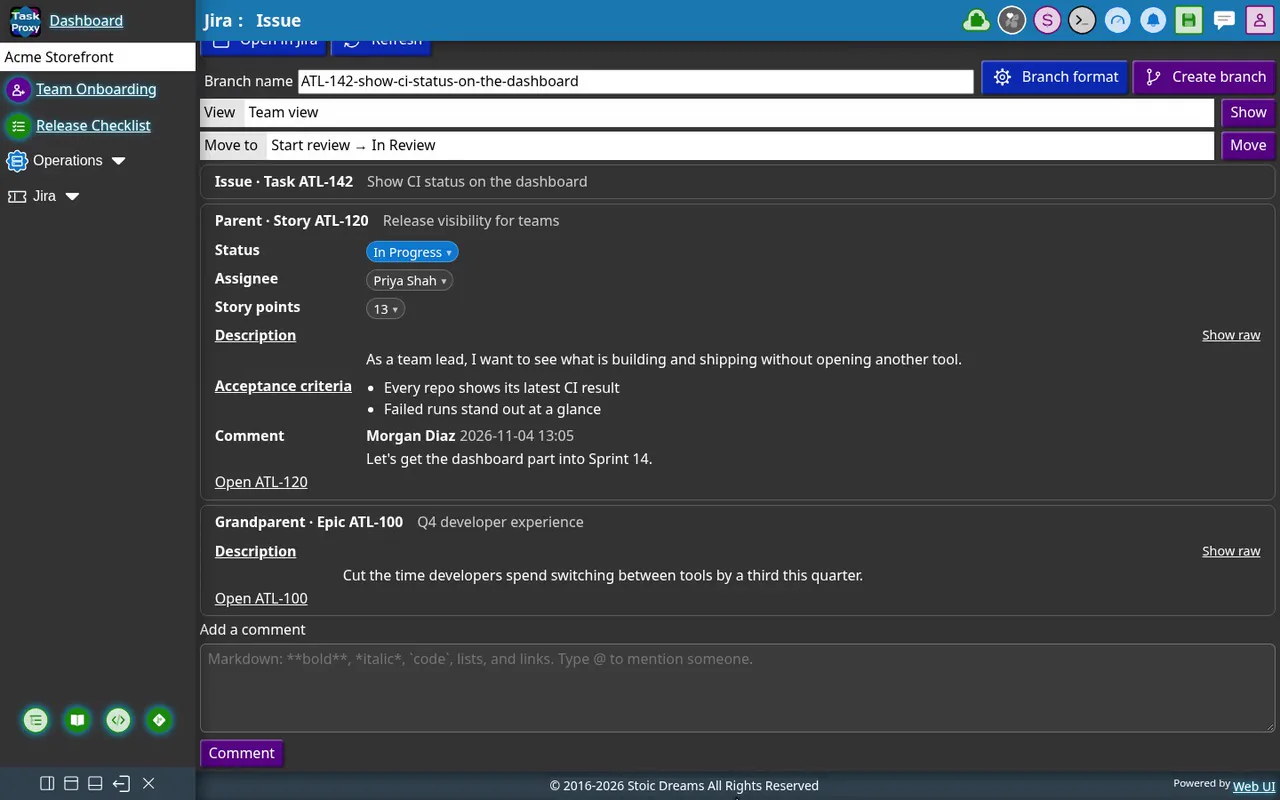 Task Proxy
Dashboard
Jira : Issue
S
Acme Storefront
Team Onboarding
Release Checklist
Operations
Jira
Open in Jira
Refresh
Branch name ATL-142-show-ci-status-on-the-dashboard
Branch format
Create branch
View Team view
Show
Move to Start review → In Review
Move
Issue · Task ATL-142 Show CI status on the dashboard
Parent · Story ATL-120 Release visibility for teams
Status In Progress ▾
Assignee Priya Shah ▾
Story points 13 ▾
Description
Show raw
As a team lead, I want to see what is building and shipping without opening another tool.
Acceptance criteria
• Every repo shows its latest CI result
• Failed runs stand out at a glance
Comment Morgan Diaz 2026-11-04 13:05
Let's get the dashboard part into Sprint 14.
Open ATL-120
Grandparent · Epic ATL-100 Q4 developer experience
Description
Show raw
Cut the time developers spend switching between tools by a third this quarter.
Open ATL-100
Add a comment
Markdown: **bold**, *italic*, `code`, lists, and links. Type @ to mention someone.
Comment
© 2016-2026 Stoic Dreams All Rights Reserved
Powered by Web UI